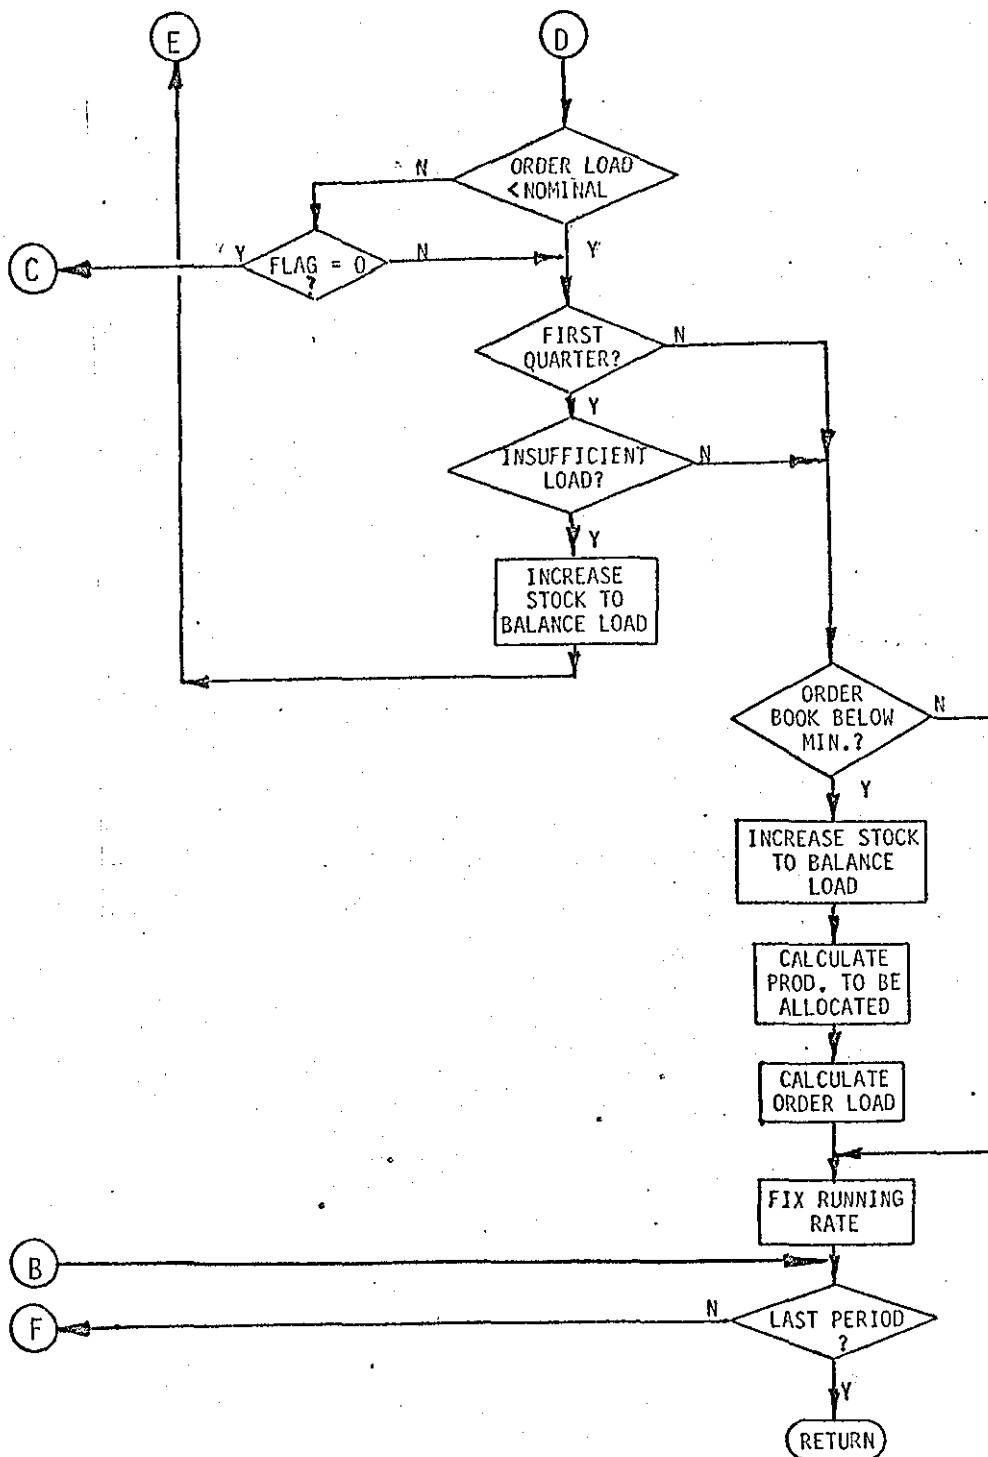 E
D
ORDER LOAD
<NOMINAL
N
Y
C
Y
FLAG = 0
?
N
FIRST
QUARTER?
N
Y
INSUFFICIENT
LOAD?
N
Y
INCREASE
STOCK TO
BALANCE LOAD
ORDER
BOOK BELOW
MIN.?
N
Y
INCREASE STOCK
TO BALANCE
LOAD
CALCULATE
PROD. TO BE
ALLOCATED
CALCULATE
ORDER LOAD
FIX RUNNING
RATE
B
F
N
LAST PERIOD
?
Y
RETURN